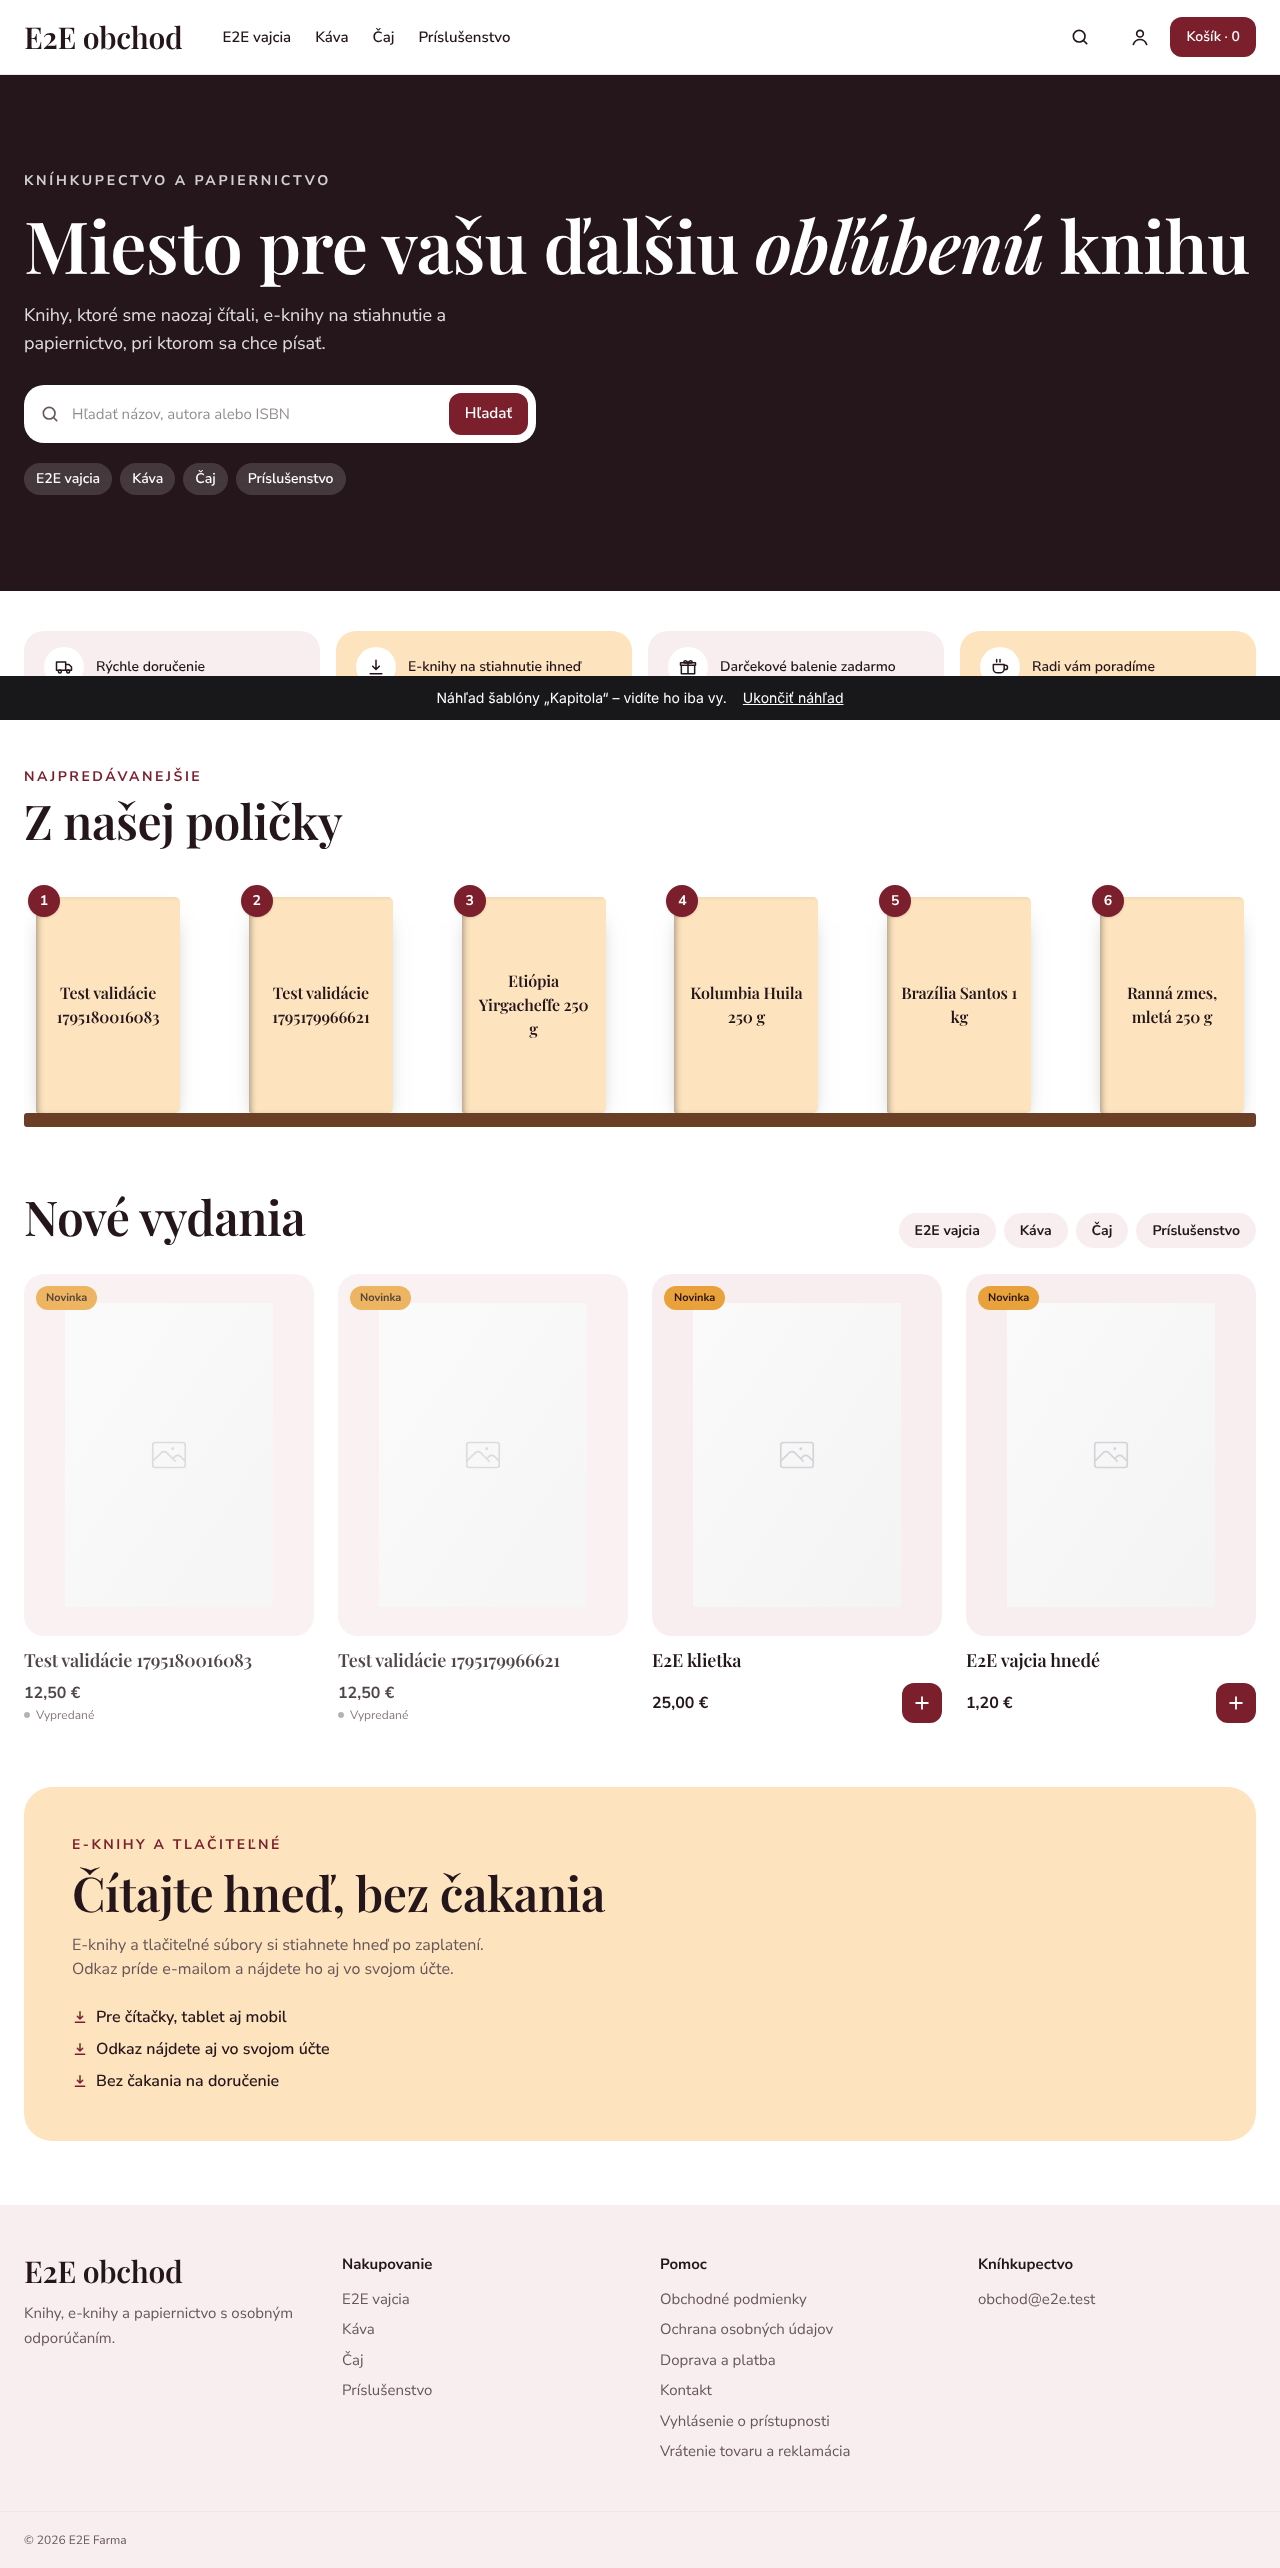 E2E obchod
E2E vajcia
Káva
Čaj
Príslušenstvo
Košík · 0
KNÍHKUPECTVO A PAPIERNICTVO
Miesto pre vašu ďalšiu obľúbenú knihu
Knihy, ktoré sme naozaj čítali, e-knihy na stiahnutie a
papiernictvo, pri ktorom sa chce písať.
Hľadať názov, autora alebo ISBN
Hľadať
E2E vajcia
Káva
Čaj
Príslušenstvo
Rýchle doručenie
E-knihy na stiahnutie ihneď
Darčekové balenie zadarmo
Radi vám poradíme
Náhľad šablóny „Kapitola“ – vidíte ho iba vy. Ukončiť náhľad
NAJPREDÁVANEJŠIE
Z našej poličky
1
Test validácie
1795180016083
2
Test validácie
1795179966621
3
Etiópia
Yirgacheffe 250
g
4
Kolumbia Huila
250 g
5
Brazília Santos 1
kg
6
Ranná zmes,
mletá 250 g
Nové vydania
E2E vajcia
Káva
Čaj
Príslušenstvo
Novinka
Test validácie 1795180016083
12,50 €
Vypredané
Novinka
Test validácie 1795179966621
12,50 €
Vypredané
Novinka
E2E klietka
25,00 €
Novinka
E2E vajcia hnedé
1,20 €
E-KNIHY A TLAČITEĽNÉ
Čítajte hneď, bez čakania
E-knihy a tlačiteľné súbory si stiahnete hneď po zaplatení.
Odkaz príde e-mailom a nájdete ho aj vo svojom účte.
Pre čítačky, tablet aj mobil
Odkaz nájdete aj vo svojom účte
Bez čakania na doručenie
E2E obchod
Knihy, e-knihy a papiernictvo s osobným
odporúčaním.
Nakupovanie
E2E vajcia
Káva
Čaj
Príslušenstvo
Pomoc
Obchodné podmienky
Ochrana osobných údajov
Doprava a platba
Kontakt
Vyhlásenie o prístupnosti
Vrátenie tovaru a reklamácia
Kníhkupectvo
obchod@e2e.test
© 2026 E2E Farma